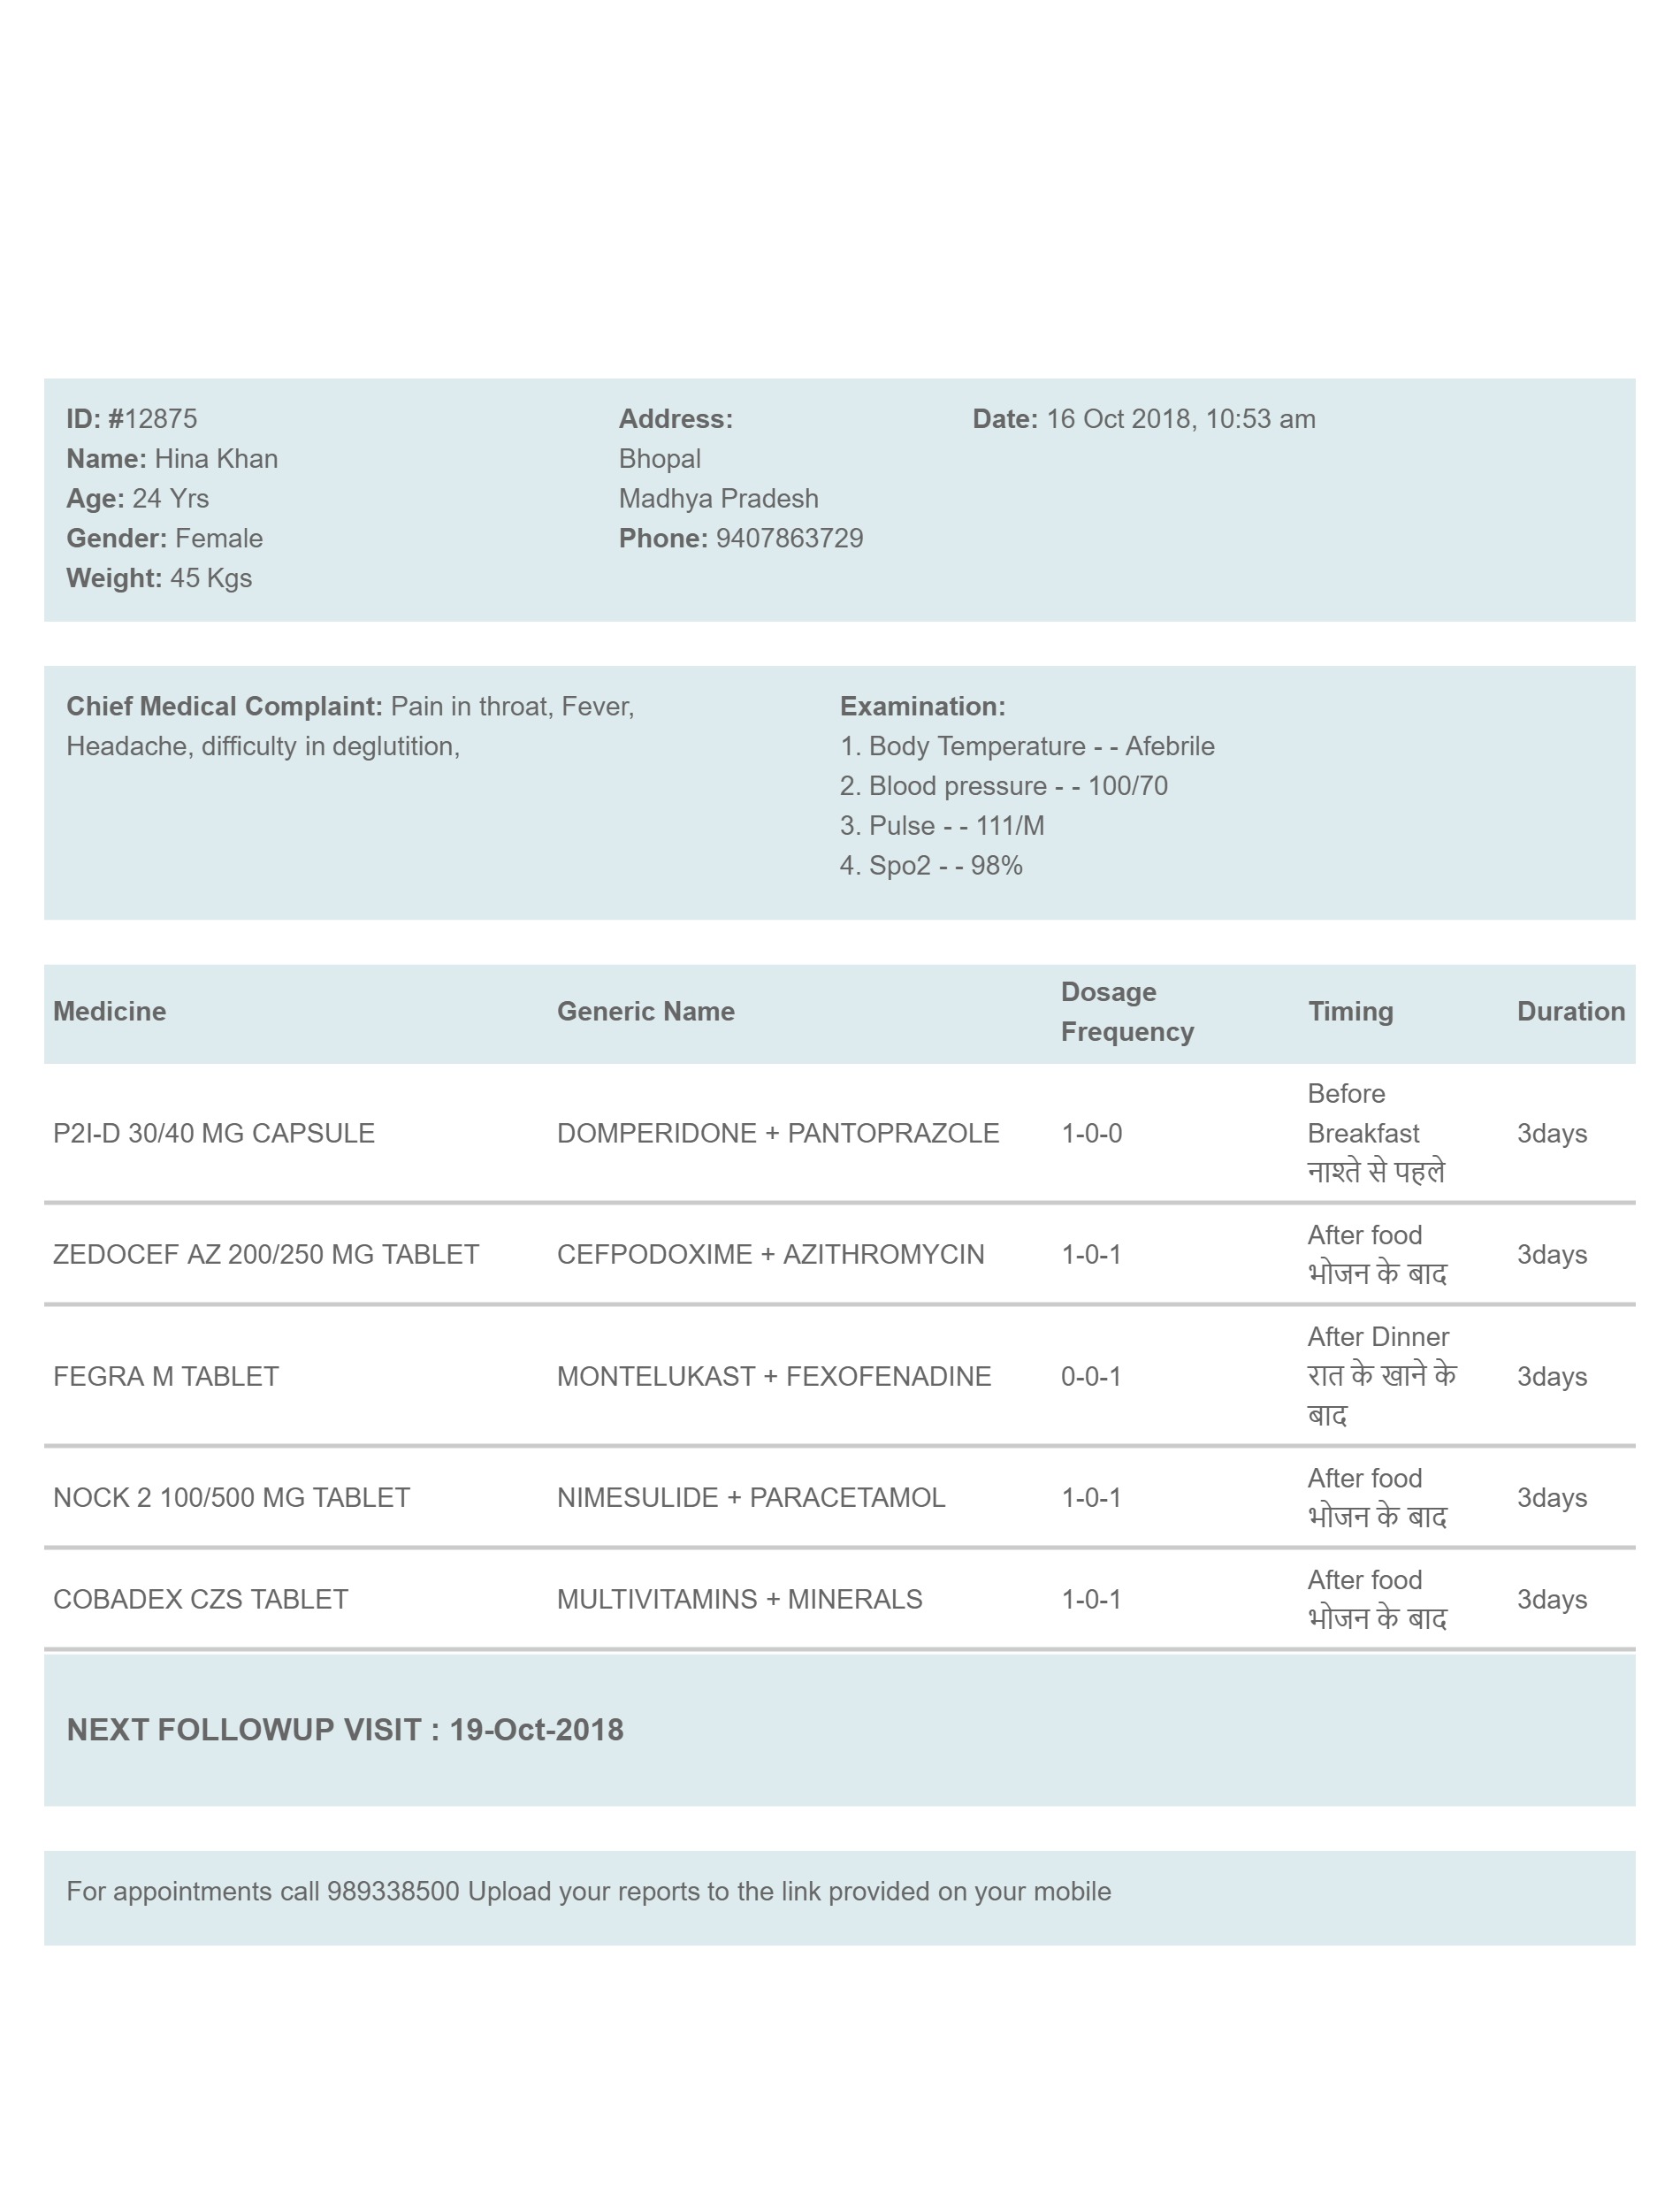 ID: #12875
Name: Hina Khan
Age: 24 Yrs
Gender: Female
Weight: 45 Kgs
Address:
Bhopal
Madhya Pradesh
Phone: 9407863729
Date: 16 Oct 2018, 10:53 am
Chief Medical Complaint: Pain in throat, Fever,
Headache, difficulty in deglutition,
Examination:
1. Body Temperature - - Afebrile
2. Blood pressure - - 100/70
3. Pulse - - 111/M
4. Spo2 - - 98%
Medicine Generic Name Dosage Frequency Timing Duration
P2I-D 30/40 MG CAPSULE DOMPERIDONE + PANTOPRAZOLE 1-0-0 Before Breakfast नाश्ते से पहले 3days
ZEDOCEF AZ 200/250 MG TABLET CEFPODOXIME + AZITHROMYCIN 1-0-1 After food भोजन के बाद 3days
FEGRA M TABLET MONTELUKAST + FEXOFENADINE 0-0-1 After Dinner रात के खाने के बाद 3days
NOCK 2 100/500 MG TABLET NIMESULIDE + PARACETAMOL 1-0-1 After food भोजन के बाद 3days
COBADEX CZS TABLET MULTIVITAMINS + MINERALS 1-0-1 After food भोजन के बाद 3days
NEXT FOLLOWUP VISIT : 19-Oct-2018
For appointments call 989338500 Upload your reports to the link provided on your mobile